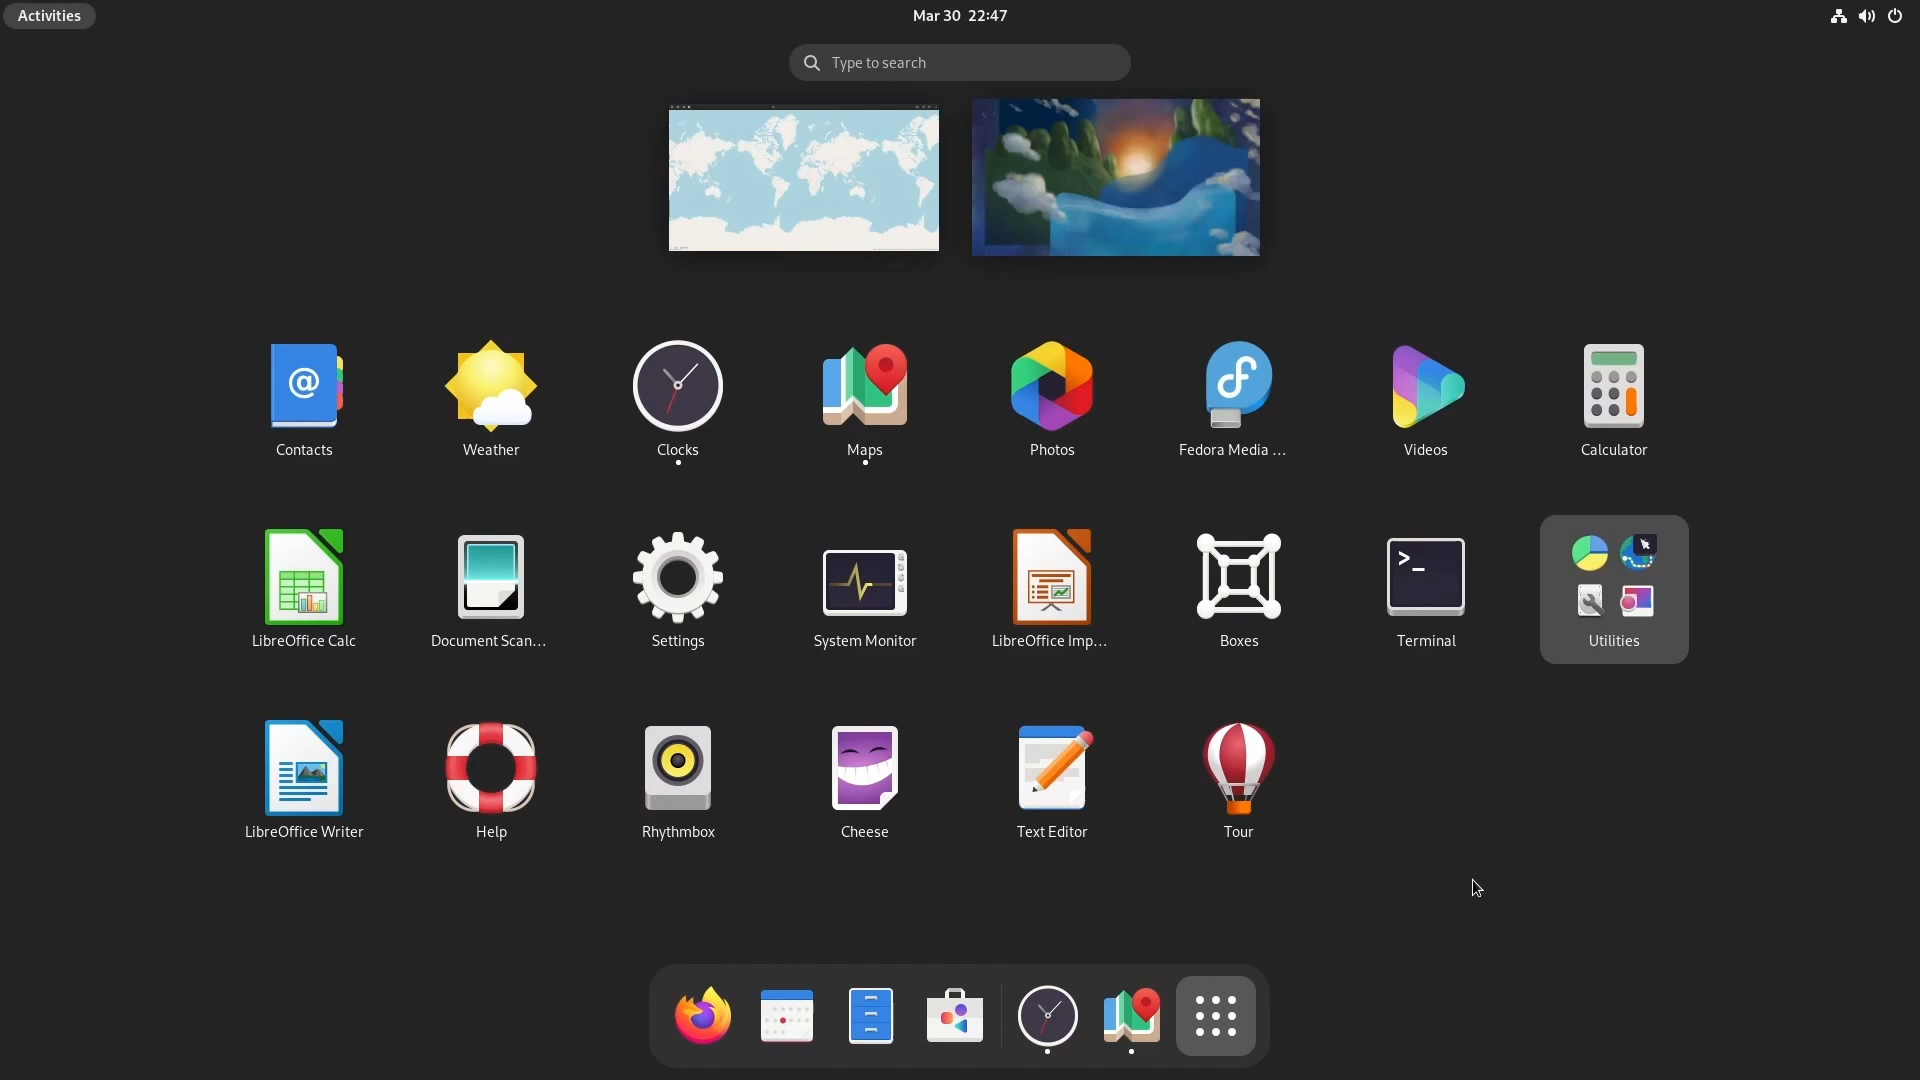 Activities
Mar 30 22:47
Type to search
Contacts
Weather
Clocks
Maps
Photos
Fedora Media ...
Videos
Calculator
LibreOffice Calc
Document Scan...
Settings
System Monitor
LibreOffice Imp...
Boxes
Terminal
Utilities
LibreOffice Writer
Help
Rhythmbox
Cheese
Text Editor
Tour